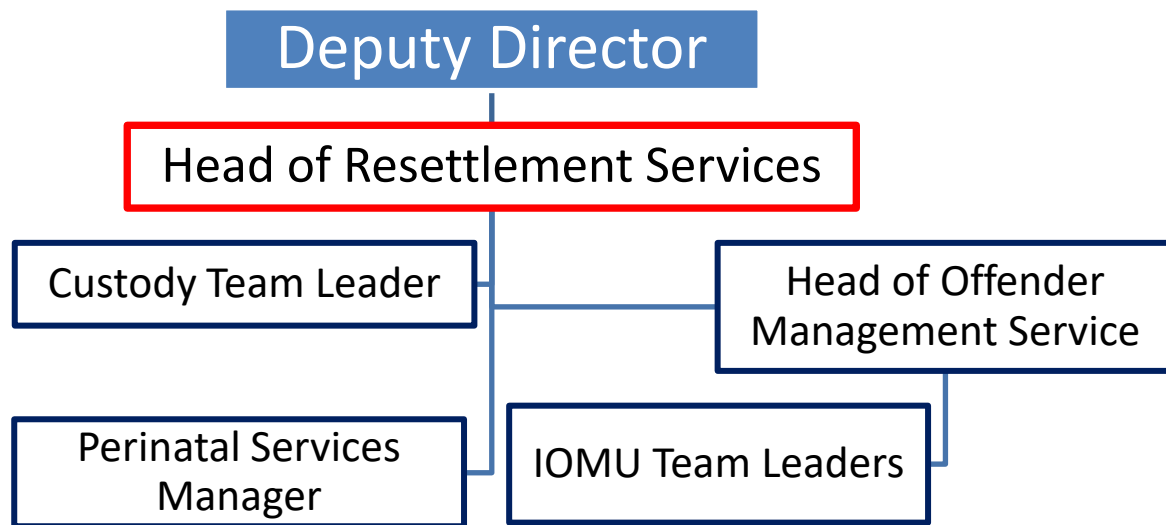 Deputy Director
Head of Resettlement Services
Custody Team Leader
Head of Offender
Management Service
Perinatal Services
Manager
IOMU Team Leaders